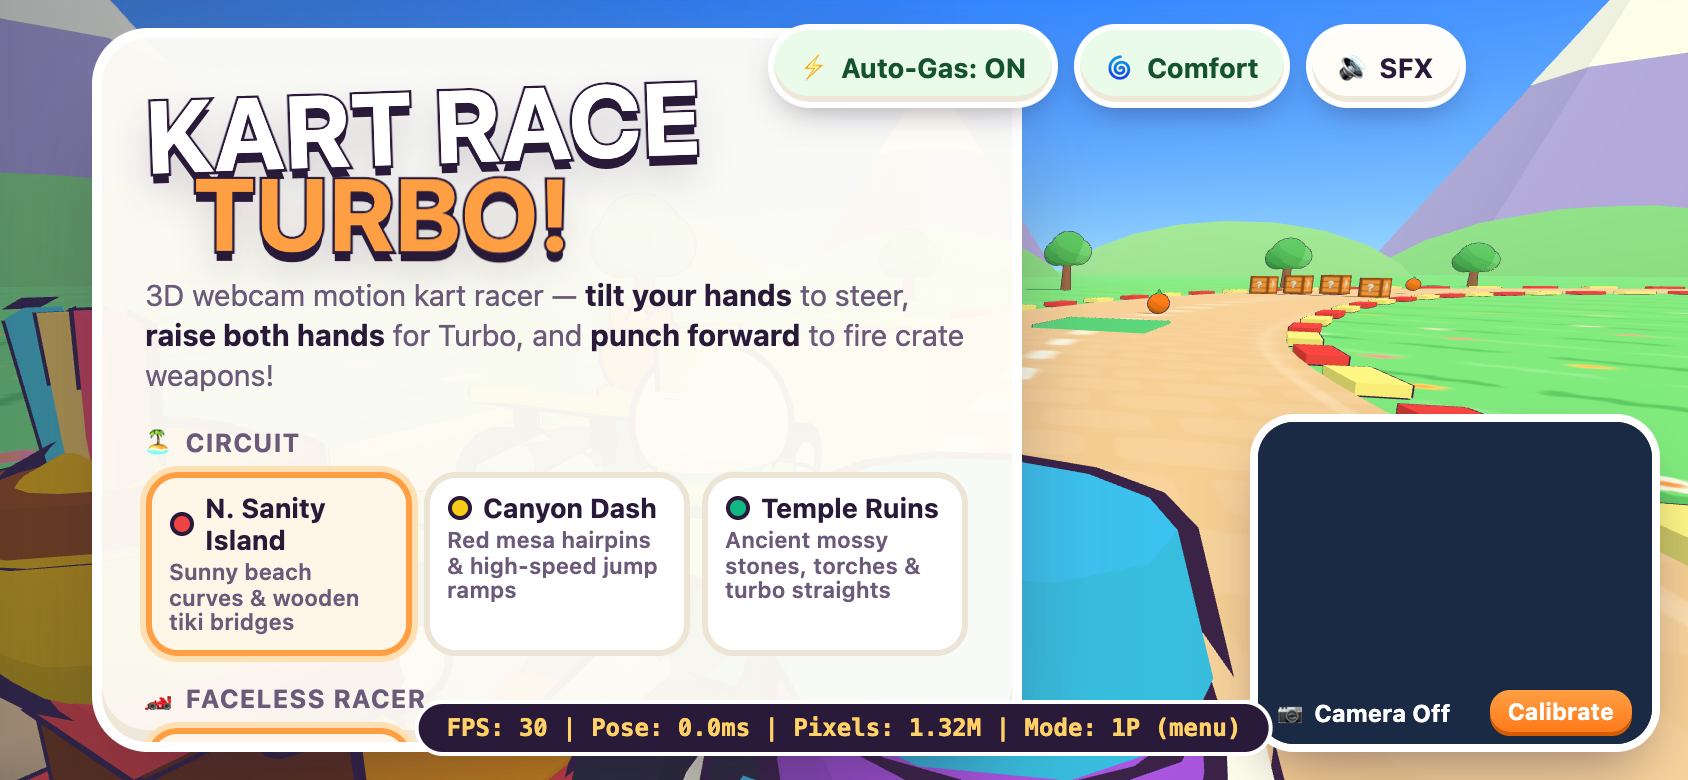 ⚡ Auto-Gas: ON
🌀 Comfort
🔊 SFX
KART RACE
TURBO!
3D webcam motion kart racer — tilt your hands to steer,
raise both hands for Turbo, and punch forward to fire crate
weapons!
🏝️ CIRCUIT
N. Sanity
Island
Sunny beach
curves & wooden
tiki bridges
Canyon Dash
Red mesa hairpins
& high-speed jump
ramps
Temple Ruins
Ancient mossy
stones, torches &
turbo straights
🏎️ FACELESS RACER
FPS: 30 | Pose: 0.0ms | Pixels: 1.32M | Mode: 1P (menu)
📷 Camera Off
Calibrate